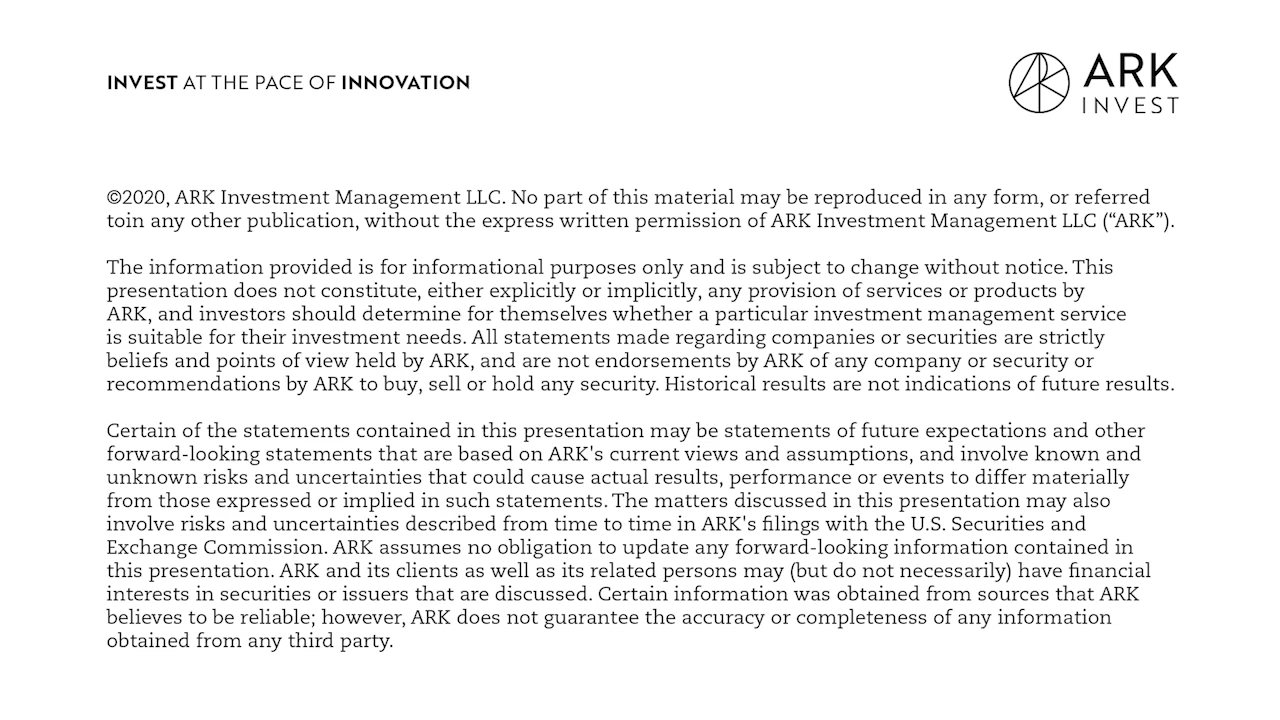 INVEST AT THE PACE OF INNOVATION
ARK
INVEST
©2020, ARK Investment Management LLC. No part of this material may be reproduced in any form, or referred
toin any other publication, without the express written permission of ARK Investment Management LLC (“ARK”).
The information provided is for informational purposes only and is subject to change without notice. This
presentation does not constitute, either explicitly or implicitly, any provision of services or products by
ARK, and investors should determine for themselves whether a particular investment management service
is suitable for their investment needs. All statements made regarding companies or securities are strictly
beliefs and points of view held by ARK, and are not endorsements by ARK of any company or security or
recommendations by ARK to buy, sell or hold any security. Historical results are not indications of future results.
Certain of the statements contained in this presentation may be statements of future expectations and other
forward-looking statements that are based on ARK's current views and assumptions, and involve known and
unknown risks and uncertainties that could cause actual results, performance or events to differ materially
from those expressed or implied in such statements. The matters discussed in this presentation may also
involve risks and uncertainties described from time to time in ARK's filings with the U.S. Securities and
Exchange Commission. ARK assumes no obligation to update any forward-looking information contained in
this presentation. ARK and its clients as well as its related persons may (but do not necessarily) have financial
interests in securities or issuers that are discussed. Certain information was obtained from sources that ARK
believes to be reliable; however, ARK does not guarantee the accuracy or completeness of any information
obtained from any third party.